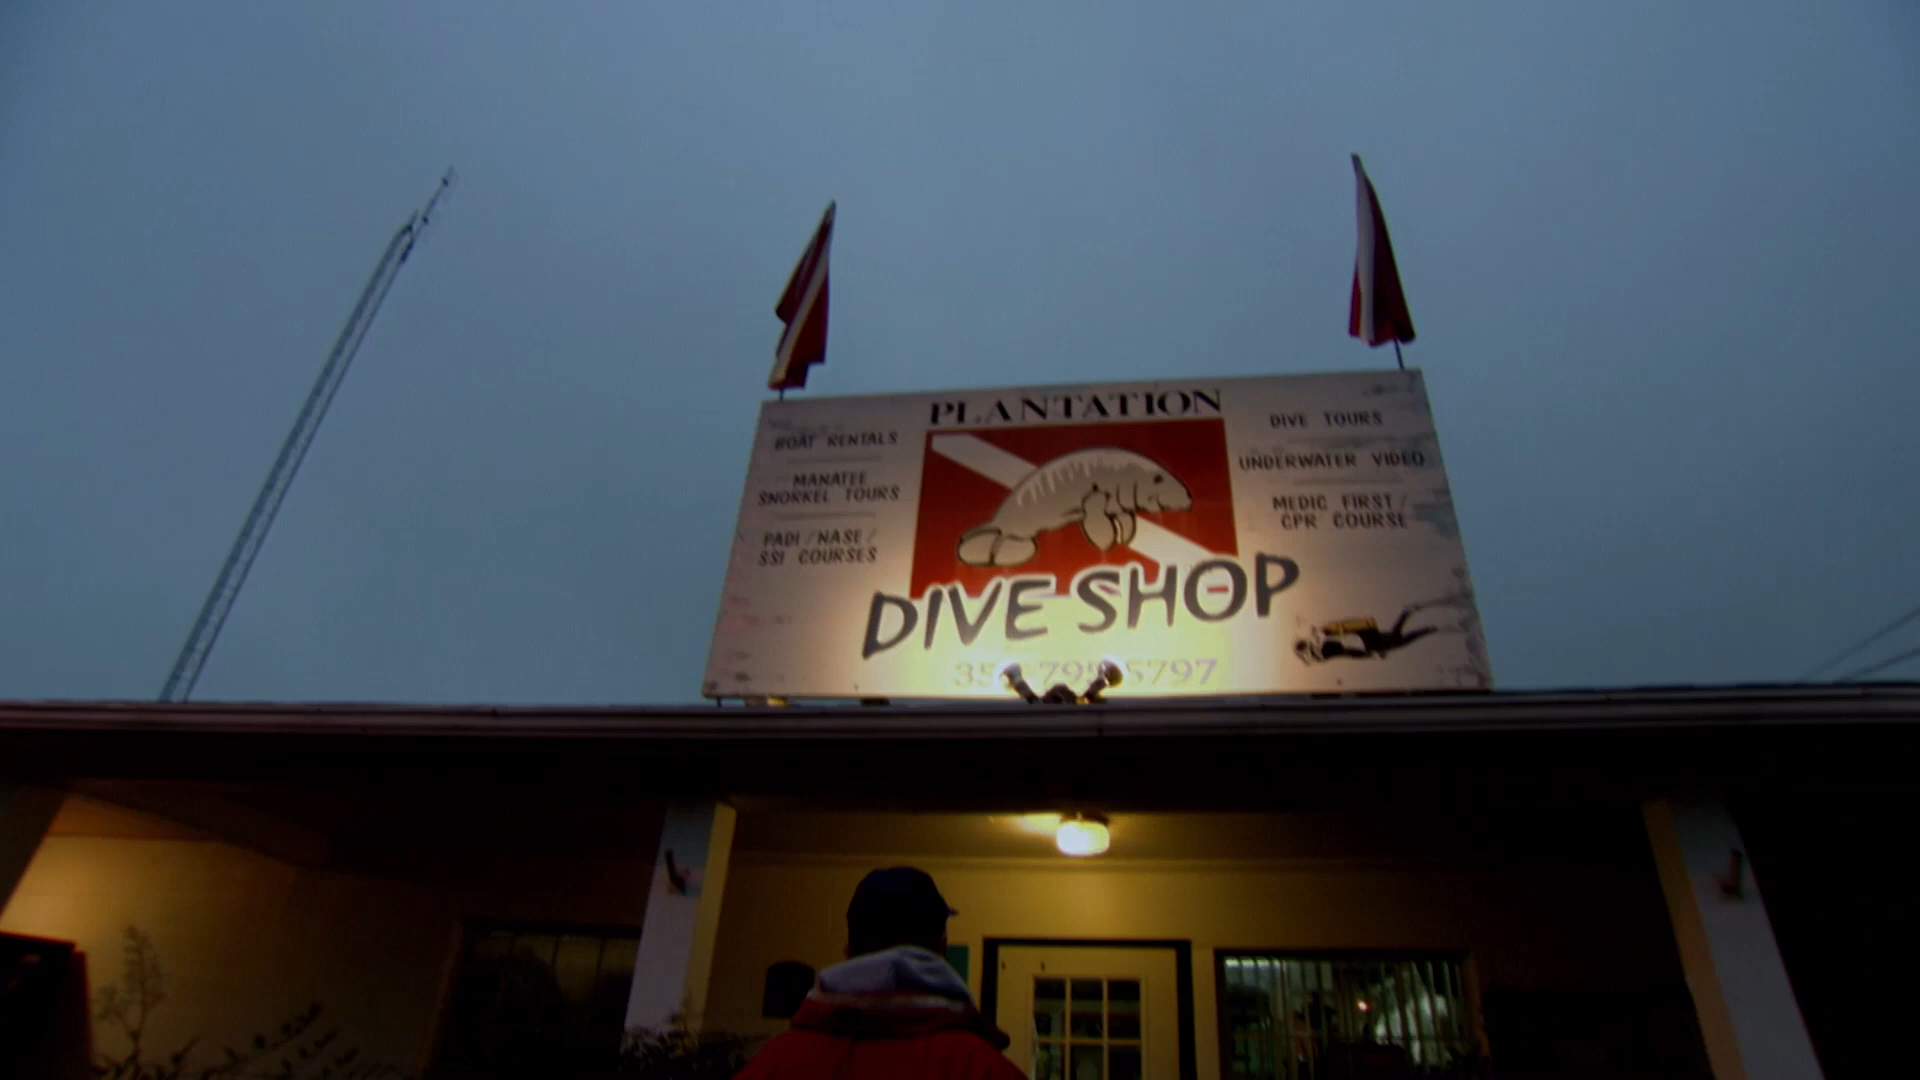 PLANTATION
BOAT RENTALS
MANATEE
SNORKEL TOURS
PADI / NASE /
SSI COURSES
DIVE TOURS
UNDERWATER VIDEO
MEDIC FIRST /
CPR COURSE
DIVE SHOP
5797